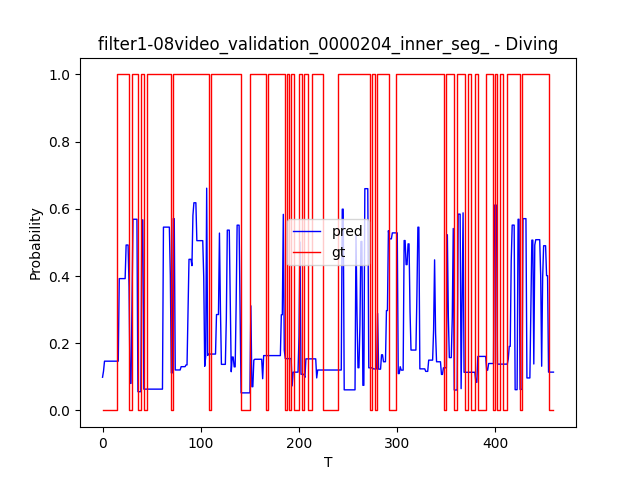 filter1-08video_validation_0000204_inner_seg_ - Diving
1.0
0.8
0.6
0.4
0.2
0.0
Probability
pred
gt
0
100
200
300
400
T